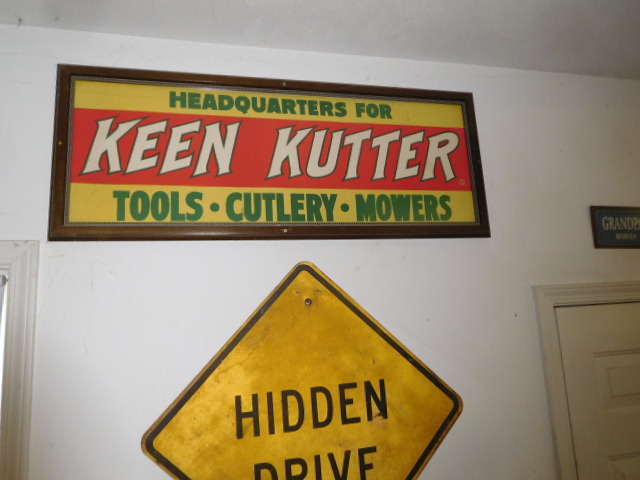 HEADQUARTERS FOR
KEEN KUTTER
TOOLS • CUTLERY • MOWERS
HIDDEN
DRIVE